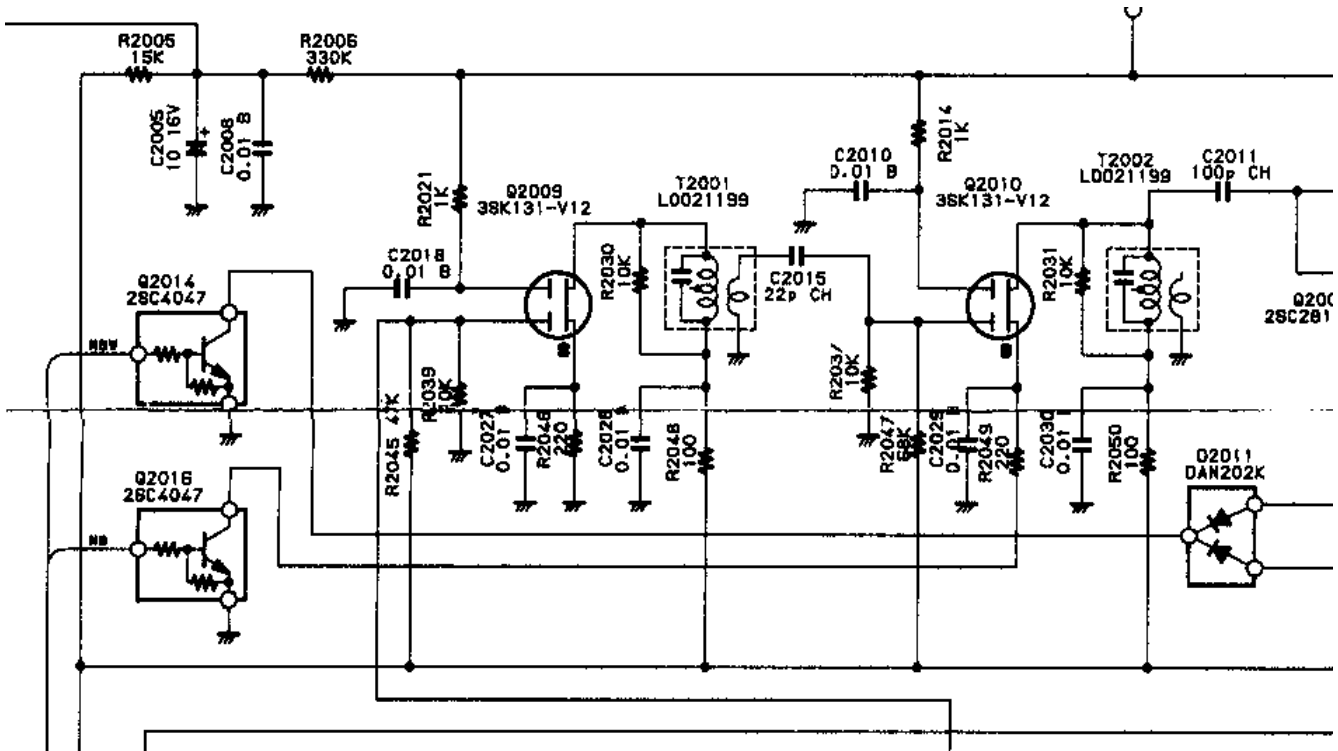 R2005
15K
R2006
330K
C2005
10 16V
C2008
0.01 B
R2021
1K
Q2009
3SK131-V12
T2001
L0021199
C2010
0.01 B
R2014
1K
Q2010
3SK131-V12
T2002
L0021199
C2011
100p CH
C2018
0.01 B
R2030
10K
C2015
22p CH
R2031
10K
Q2014
2SC4047
NBW
R2045 47K
R2039
10K
C2027
0.01
R2046
220
C2028
0.01
R2048
100
10K
R2047
68K
C2029
0.01
R2049
220
C2030
0.01
R2050
100
Q2016
2SC4047
NB
D2011
DAN202K